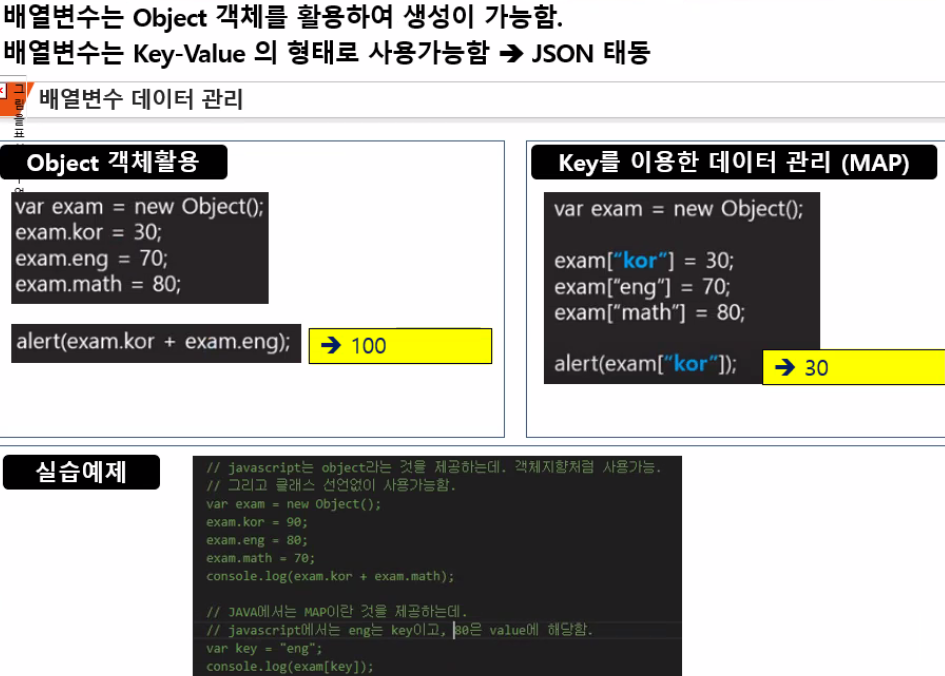 배열변수는 Object 객체를 활용하여 생성이 가능함.
배열변수는 Key-Value 의 형태로 사용가능함 ➔ JSON 태동
배열변수 데이터 관리
그
림
을
표
Object 객체활용
var exam = new Object();
exam.kor = 30;
exam.eng = 70;
exam.math = 80;
alert(exam.kor + exam.eng);
➔ 100
Key를 이용한 데이터 관리 (MAP)
var exam = new Object();
exam[“kor”] = 30;
exam[“eng”] = 70;
exam[“math”] = 80;
alert(exam[“kor”]);
➔ 30
실습예제
// javascript는 object라는 것을 제공하는데. 객체지향처럼 사용가능.
// 그리고 클래스 선언없이 사용가능함.
var exam = new Object();
exam.kor = 90;
exam.eng = 80;
exam.math = 70;
console.log(exam.kor + exam.math);
// JAVA에서는 MAP이란 것을 제공하는데.
// javascript에서는 eng는 key이고, 80은 value에 해당함.
var key = "eng";
console.log(exam[key]);